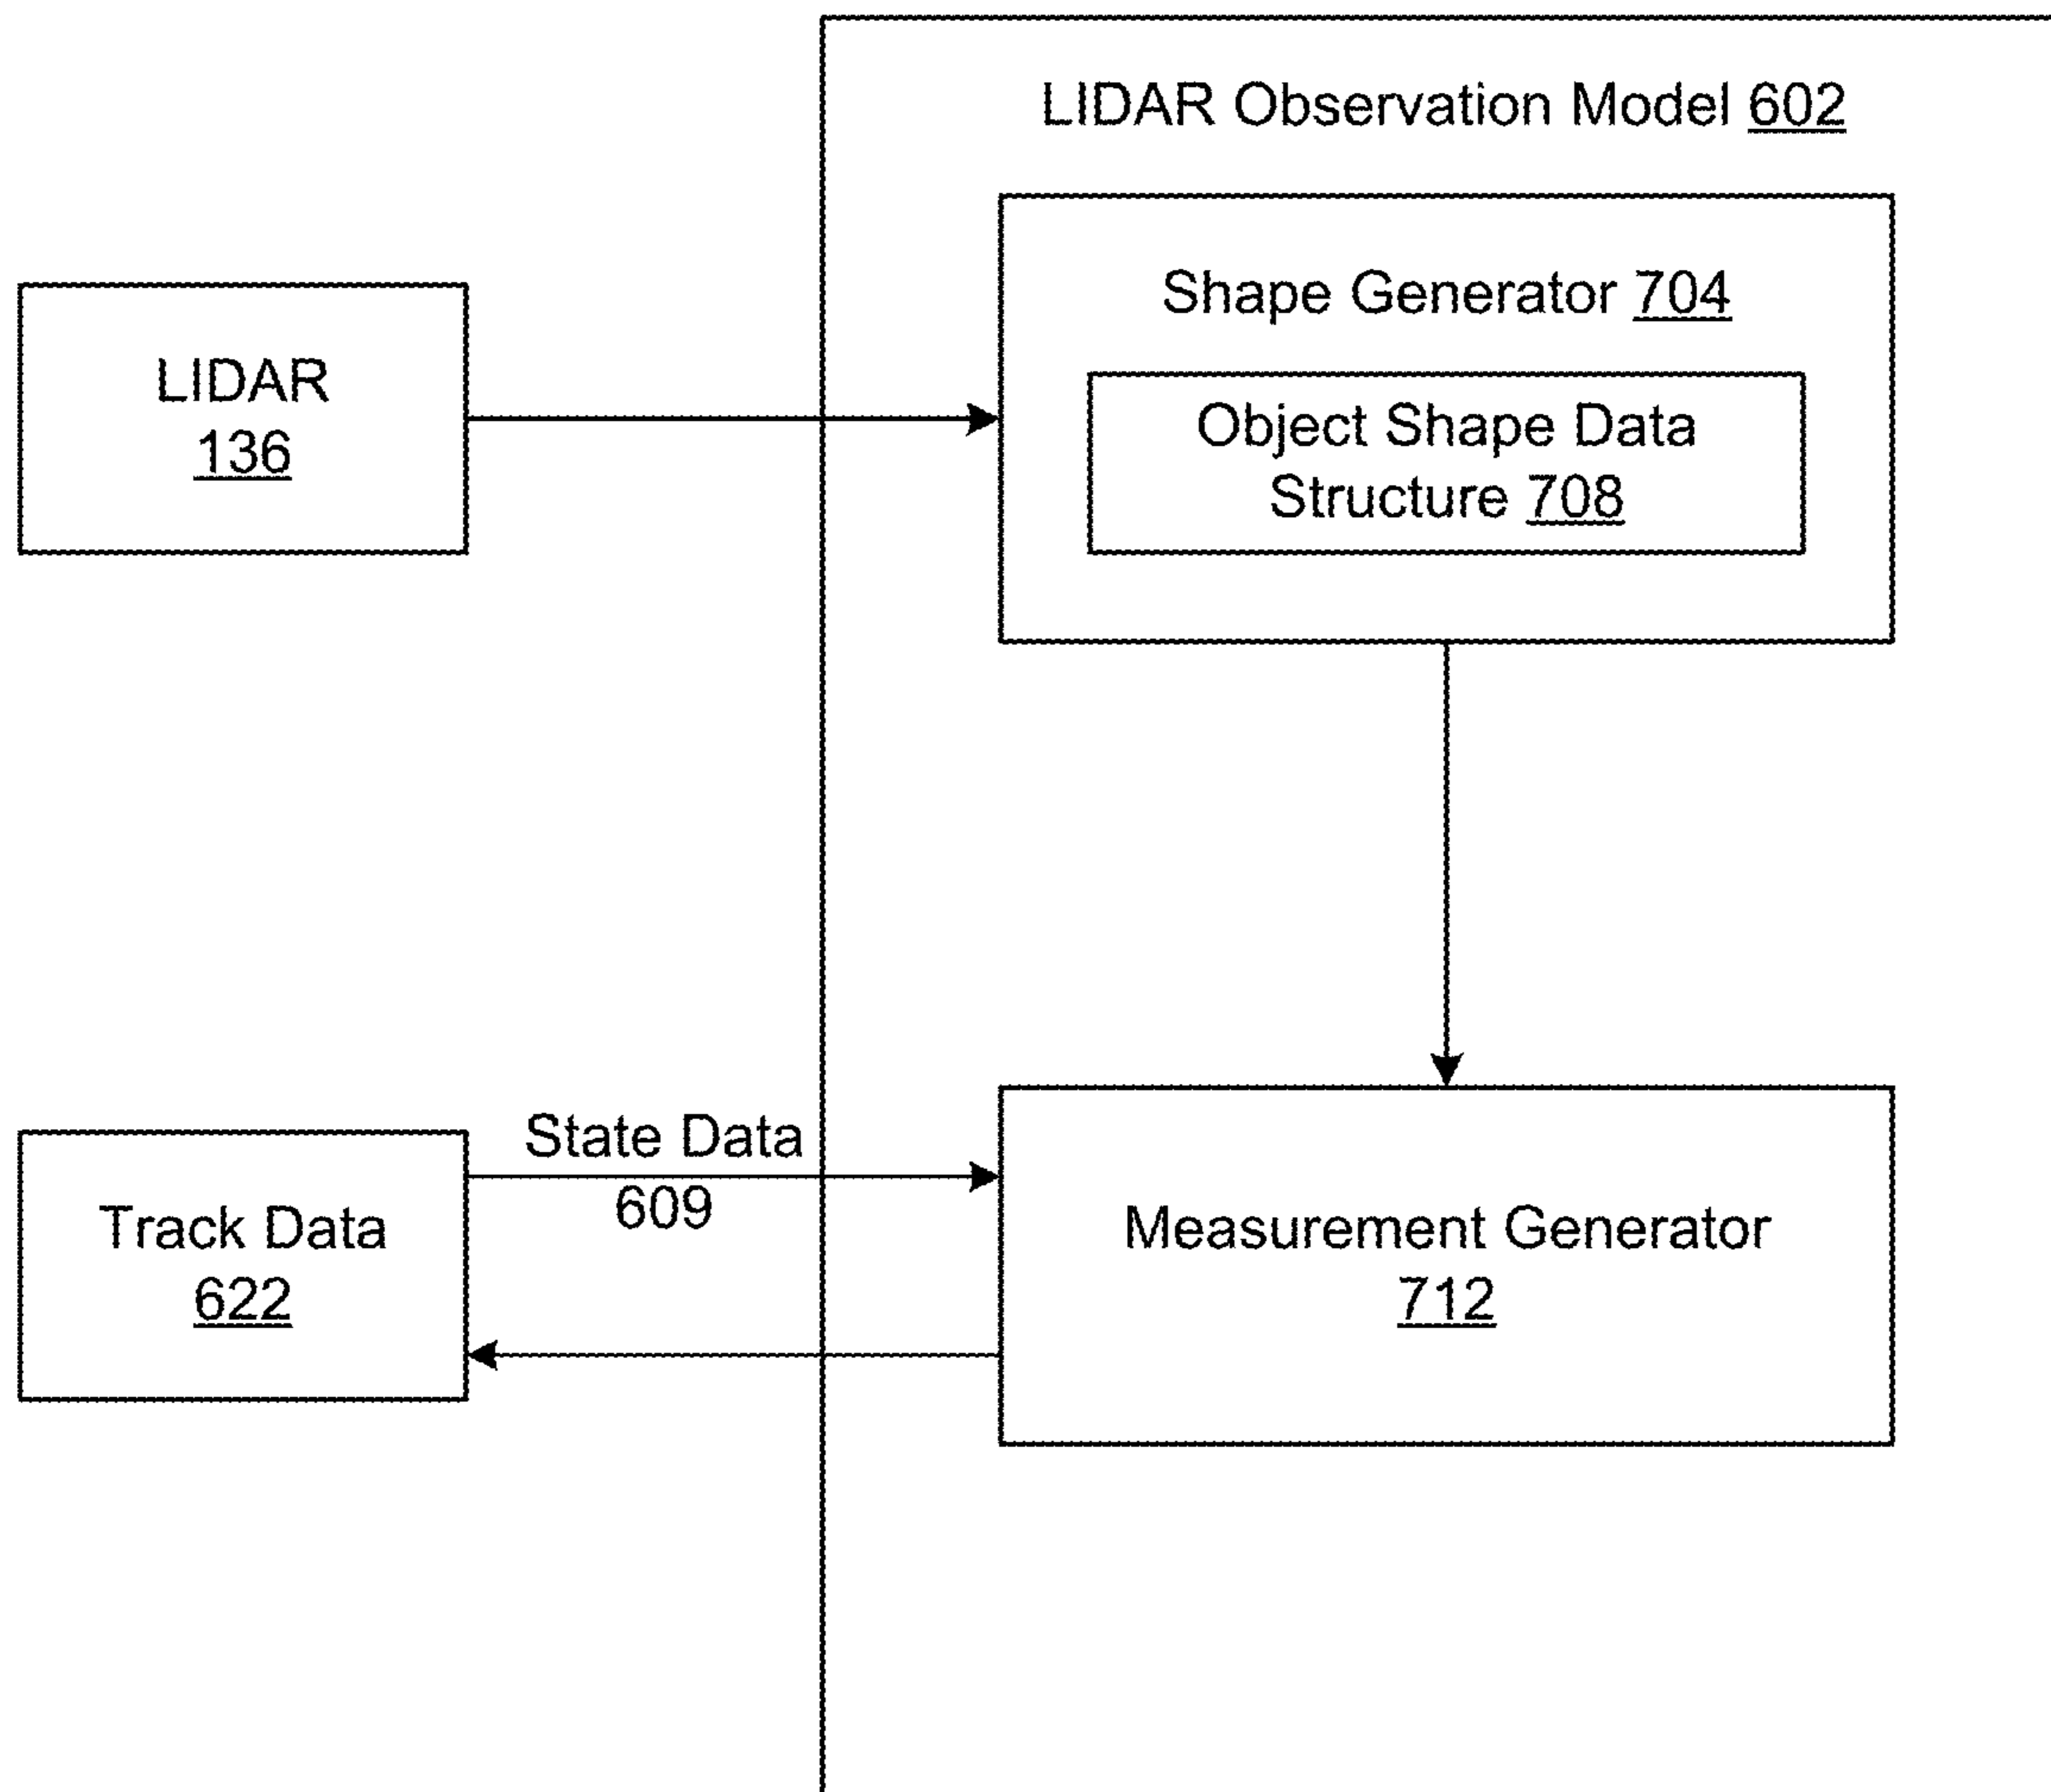 LIDAR Observation Model 602
Shape Generator 704
LIDAR
136
Object Shape Data
Structure 708
State Data
609
Track Data
622
Measurement Generator
712